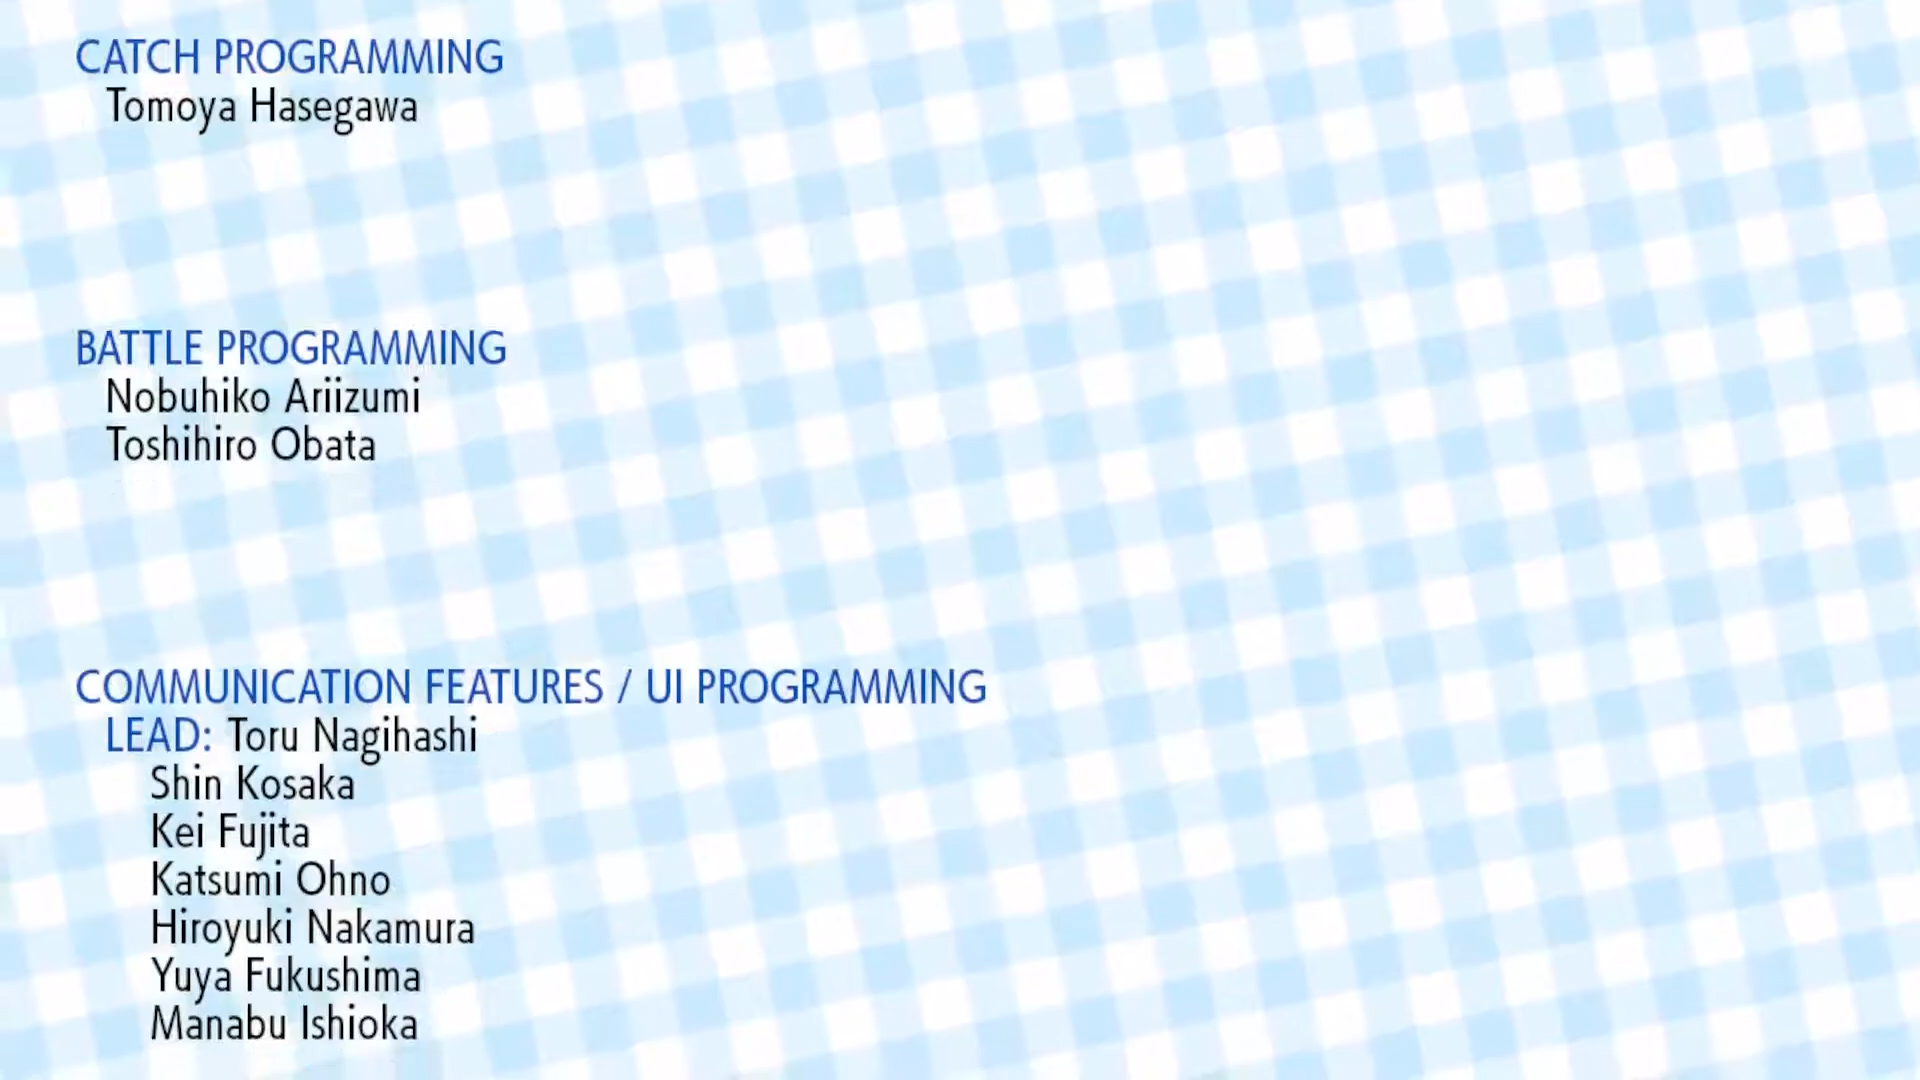 CATCH PROGRAMMING
Tomoya Hasegawa
BATTLE PROGRAMMING
Nobuhiko Ariizumi
Toshihiro Obata
COMMUNICATION FEATURES / UI PROGRAMMING
LEAD: Toru Nagihashi
Shin Kosaka
Kei Fujita
Katsumi Ohno
Hiroyuki Nakamura
Yuya Fukushima
Manabu Ishioka